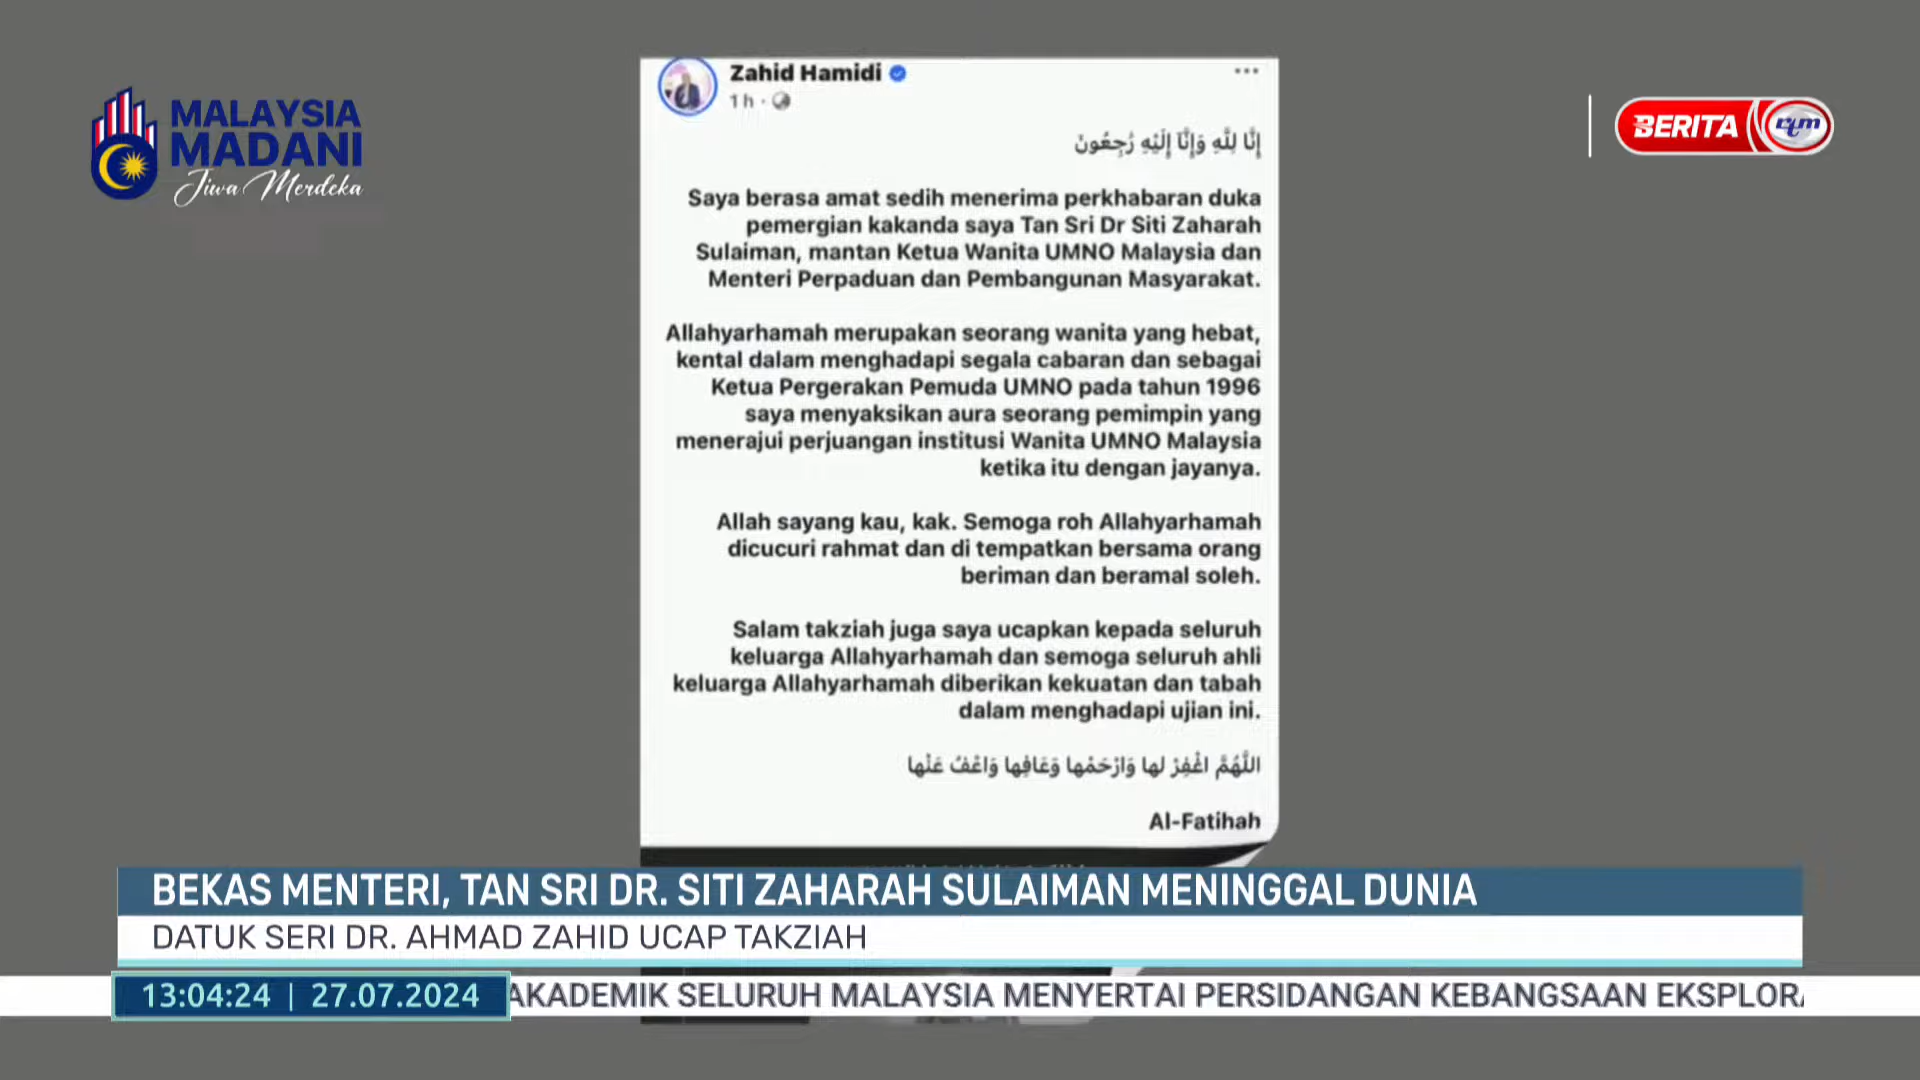 MALAYSIA
MADANI
Jiwa Merdeka
BERITA rtm
Zahid Hamidi
1 h ·
إِنَّا لِلَّهِ وَإِنَّآ إِلَيْهِ رَٰجِعُونَ
Saya berasa amat sedih menerima perkhabaran duka
pemergian kakanda saya Tan Sri Dr Siti Zaharah
Sulaiman, mantan Ketua Wanita UMNO Malaysia dan
Menteri Perpaduan dan Pembangunan Masyarakat.
Allahyarhamah merupakan seorang wanita yang hebat,
kental dalam menghadapi segala cabaran dan sebagai
Ketua Pergerakan Pemuda UMNO pada tahun 1996
saya menyaksikan aura seorang pemimpin yang
menerajui perjuangan institusi Wanita UMNO Malaysia
ketika itu dengan jayanya.
Allah sayang kau, kak. Semoga roh Allahyarhamah
dicucuri rahmat dan di tempatkan bersama orang
beriman dan beramal soleh.
Salam takziah juga saya ucapkan kepada seluruh
keluarga Allahyarhamah dan semoga seluruh ahli
keluarga Allahyarhamah diberikan kekuatan dan tabah
dalam menghadapi ujian ini.
اللَّهُمَّ اغْفِرْ لها وَارْحَمْها وَعَافِها وَاعْفُ عَنْها
Al-Fatihah
BEKAS MENTERI, TAN SRI DR. SITI ZAHARAH SULAIMAN MENINGGAL DUNIA
DATUK SERI DR. AHMAD ZAHID UCAP TAKZIAH
13:04:24 | 27.07.2024 AKADEMIK SELURUH MALAYSIA MENYERTAI PERSIDANGAN KEBANGSAAN EKSPLORA